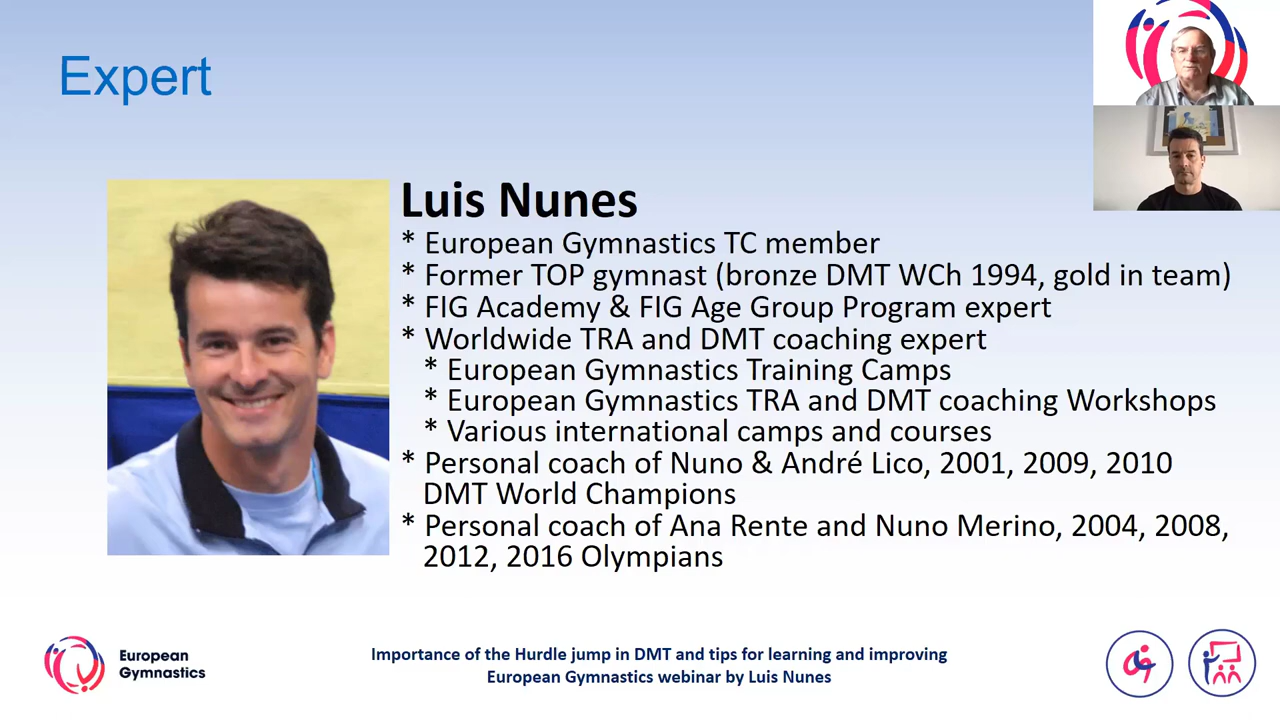 Expert
Luis Nunes
* European Gymnastics TC member
* Former TOP gymnast (bronze DMT WCh 1994, gold in team)
* FIG Academy & FIG Age Group Program expert
* Worldwide TRA and DMT coaching expert
* European Gymnastics Training Camps
* European Gymnastics TRA and DMT coaching Workshops
* Various international camps and courses
* Personal coach of Nuno & André Lico, 2001, 2009, 2010
DMT World Champions
* Personal coach of Ana Rente and Nuno Merino, 2004, 2008,
2012, 2016 Olympians
European
Gymnastics
Importance of the Hurdle jump in DMT and tips for learning and improving
European Gymnastics webinar by Luis Nunes